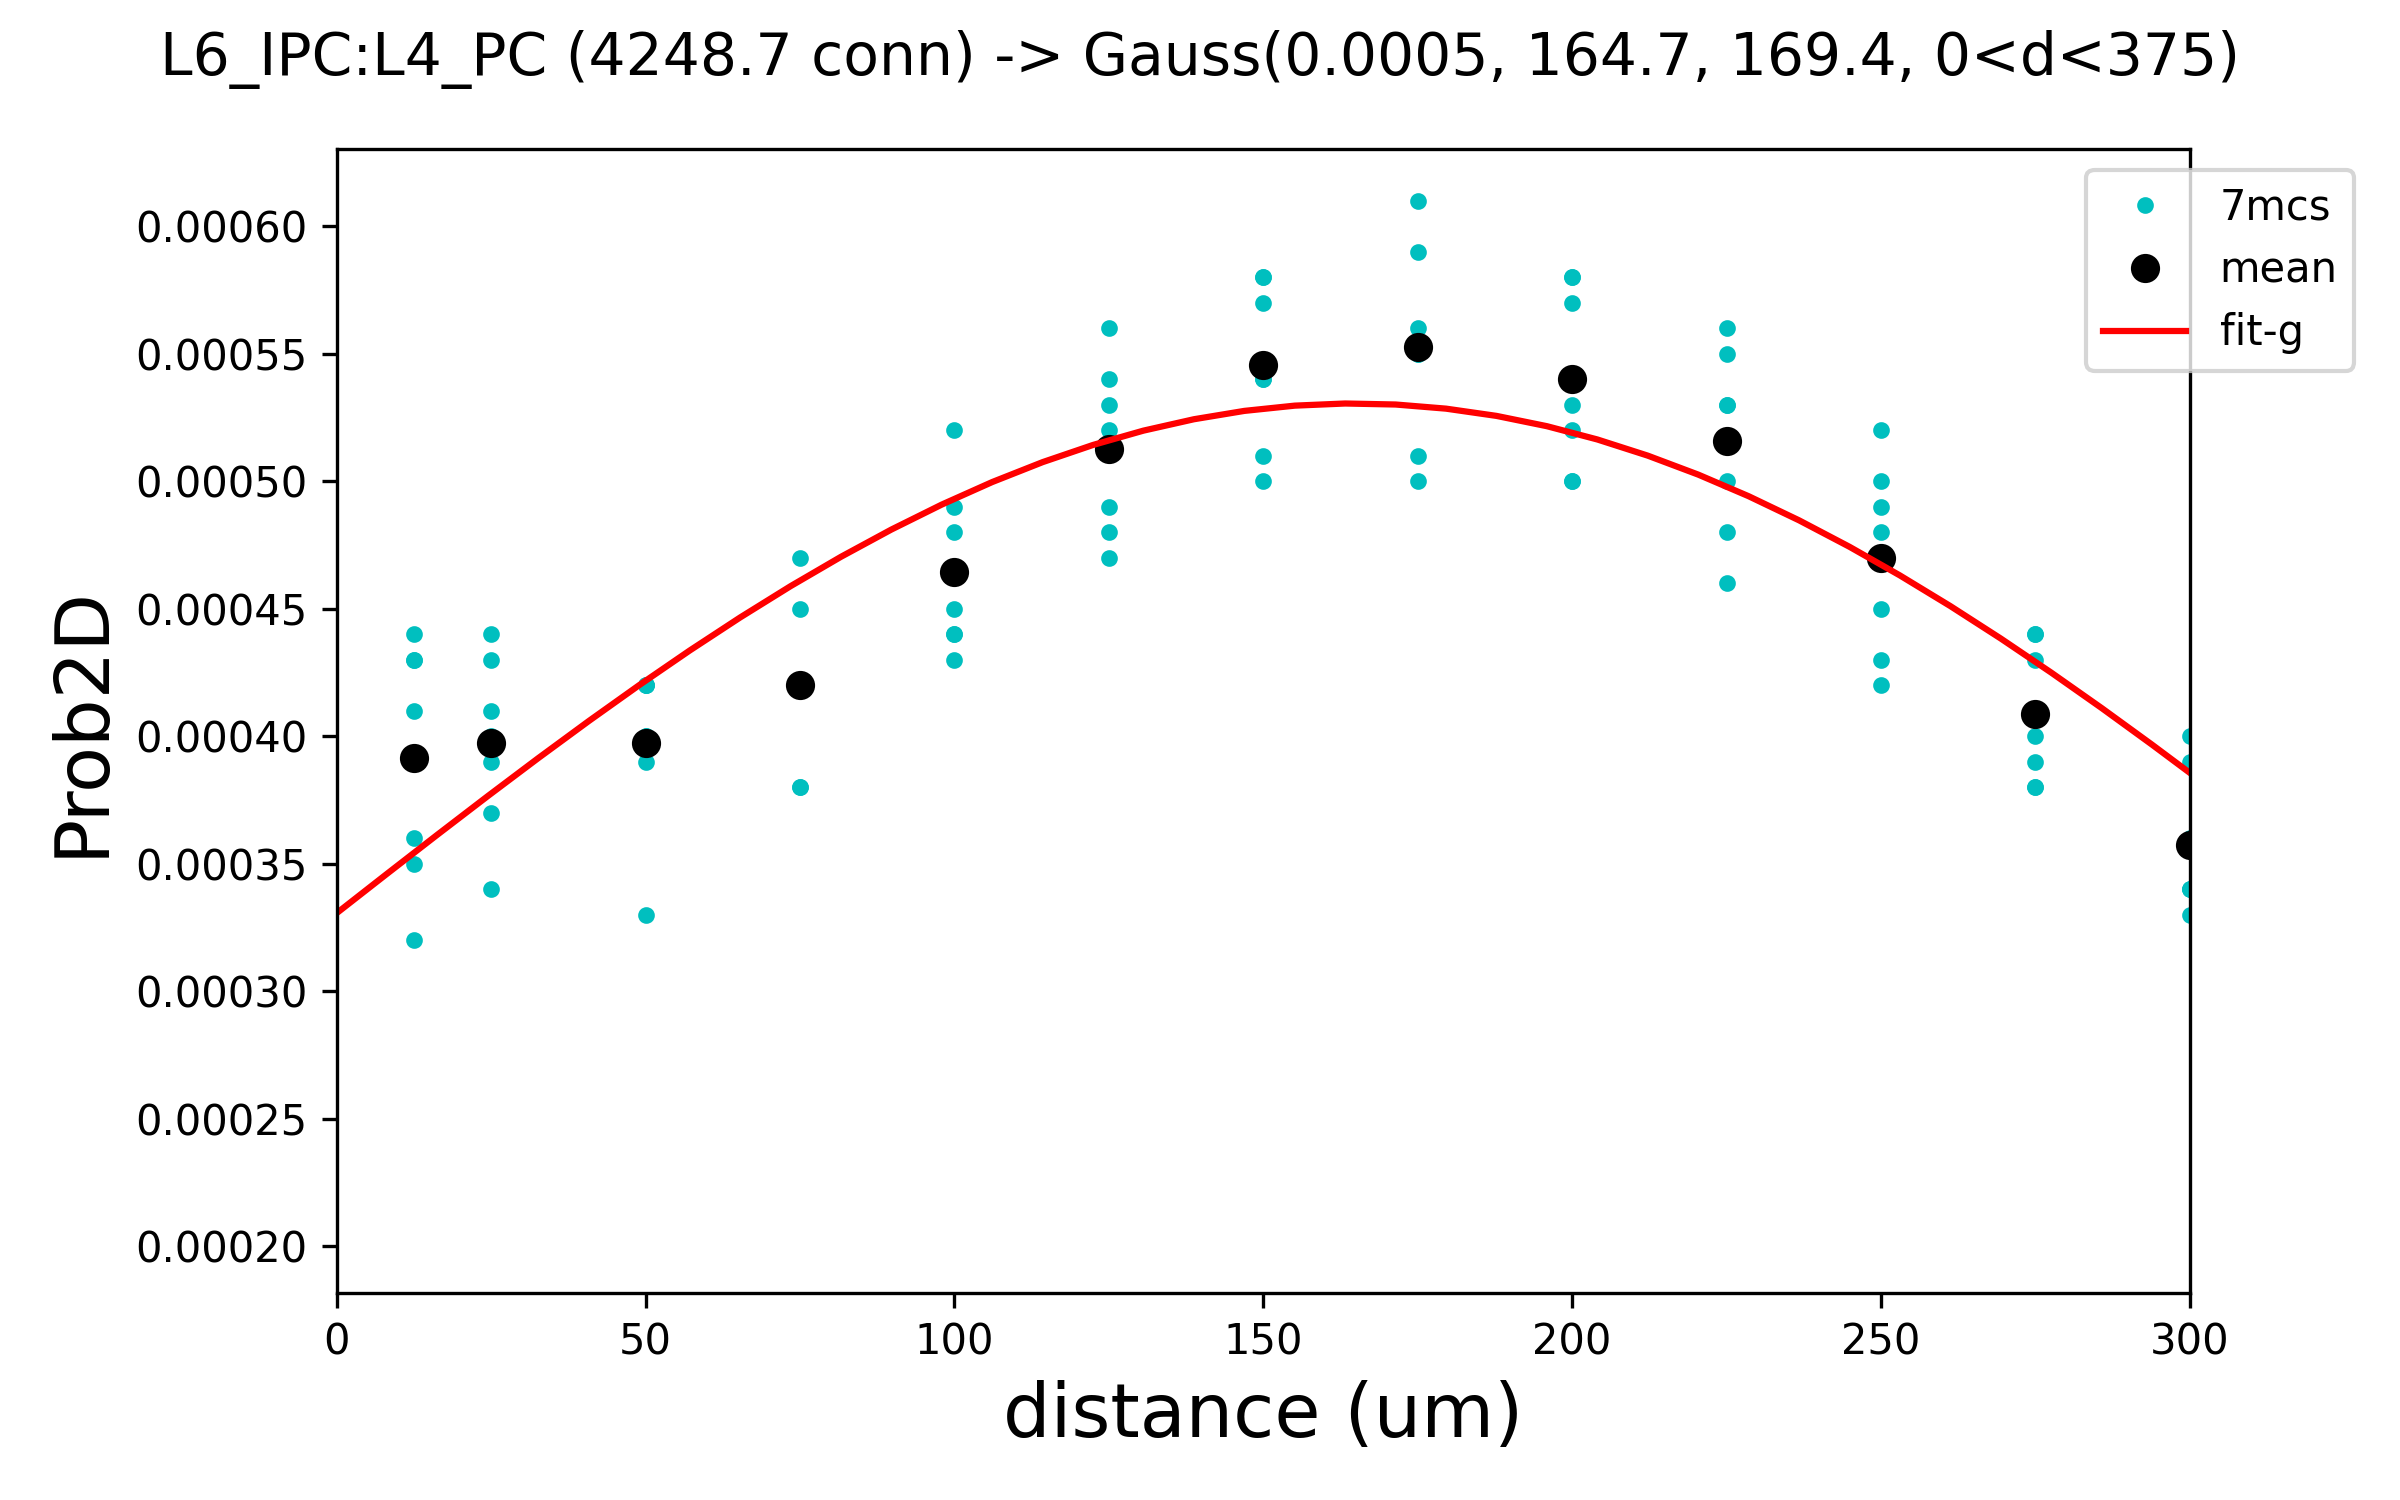 L6_IPC:L4_PC (4248.7 conn) -> Gauss(0.0005, 164.7, 169.4, 0<d<375)
7mcs
mean
fit-g
Prob2D
0.00060
0.00055
0.00050
0.00045
0.00040
0.00035
0.00030
0.00025
0.00020
0 50 100 150 200 250 300
distance (um)